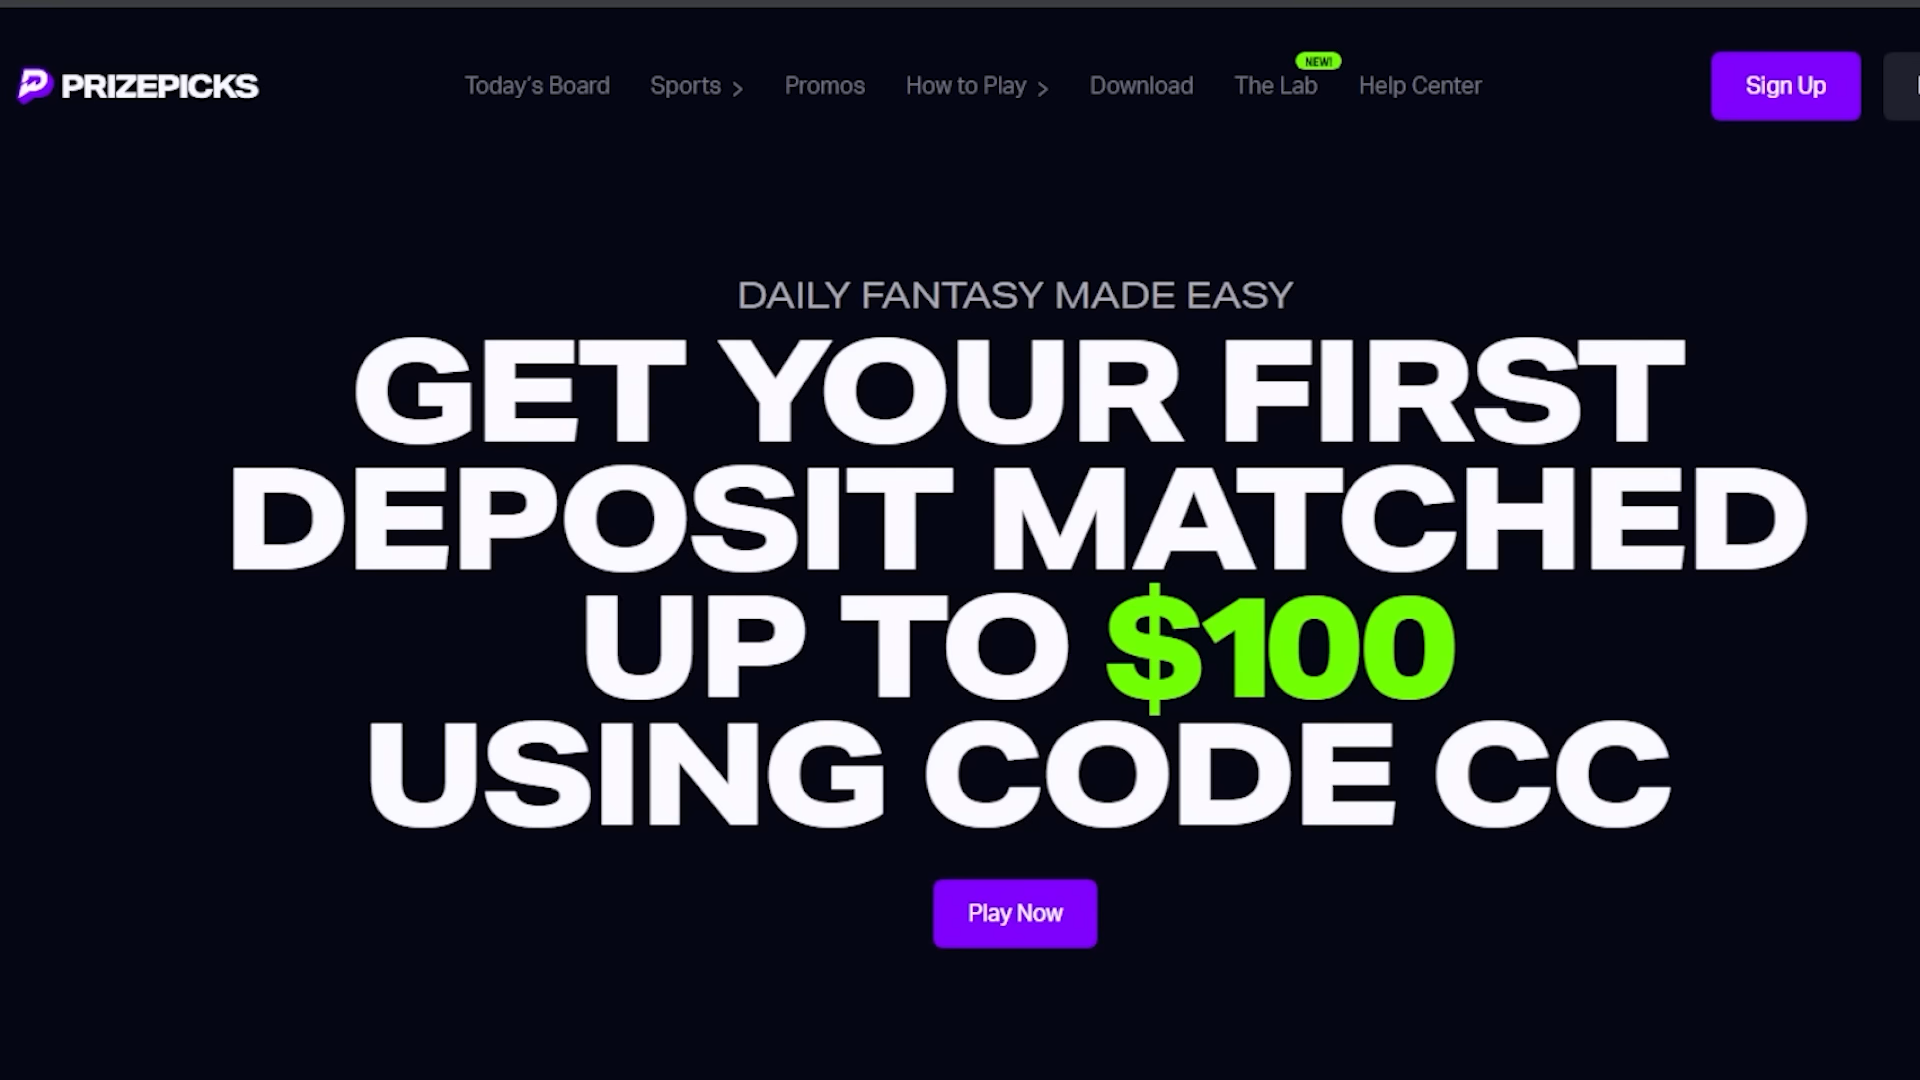 PRIZEPICKS
Today's Board Sports How to Play Promos Download The Lab NEW! Help Center Sign Up
DAILY FANTASY MADE EASY
GET YOUR FIRST
DEPOSIT MATCHED
UP TO $100
USING CODE CC
Play Now